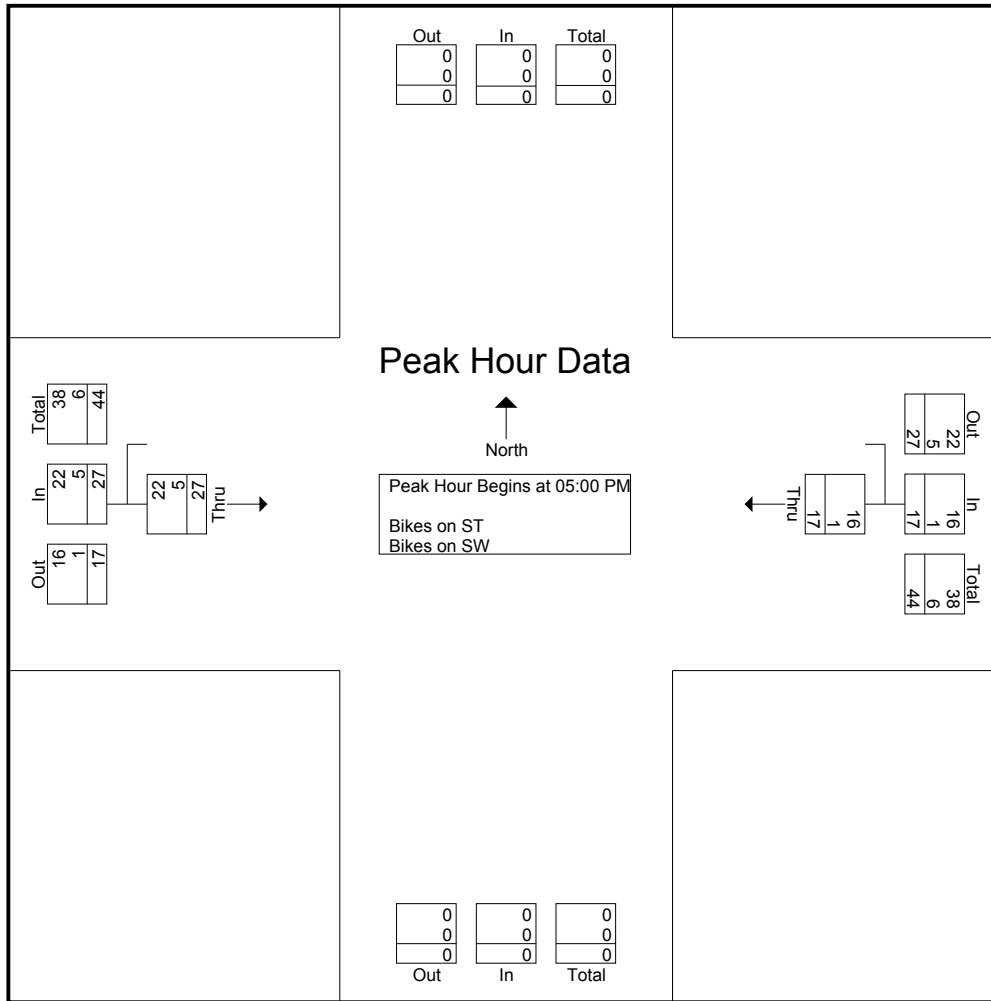 Out In Total
0 0 0
0 0 0
0 0 0
Peak Hour Data
North
Peak Hour Begins at 05:00 PM
Bikes on ST
Bikes on SW
Total
38
6
44
In
22
5
27
Out
16
1
17
22
5
27
Thru
Thru
16
1
17
Out
22
5
27
In
16
1
17
Total
38
6
44
0 0 0
0 0 0
0 0 0
Out In Total